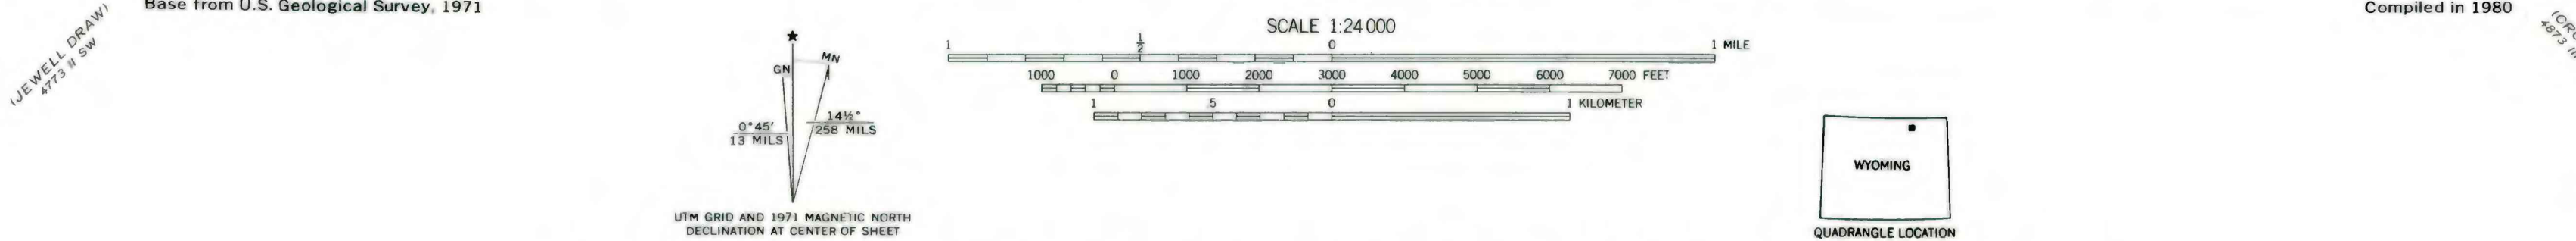 Base from U.S. Geological Survey, 1971
(JEWELL DRAW)
4773 II SW
GN
MN
0°45'
13 MILS
14½°
258 MILS
UTM GRID AND 1971 MAGNETIC NORTH
DECLINATION AT CENTER OF SHEET
SCALE 1:24 000
1 ½ 0 1 MILE
1000 0 1000 2000 3000 4000 5000 6000 7000 FEET
1 .5 0 1 KILOMETER
WYOMING
QUADRANGLE LOCATION
Compiled in 1980